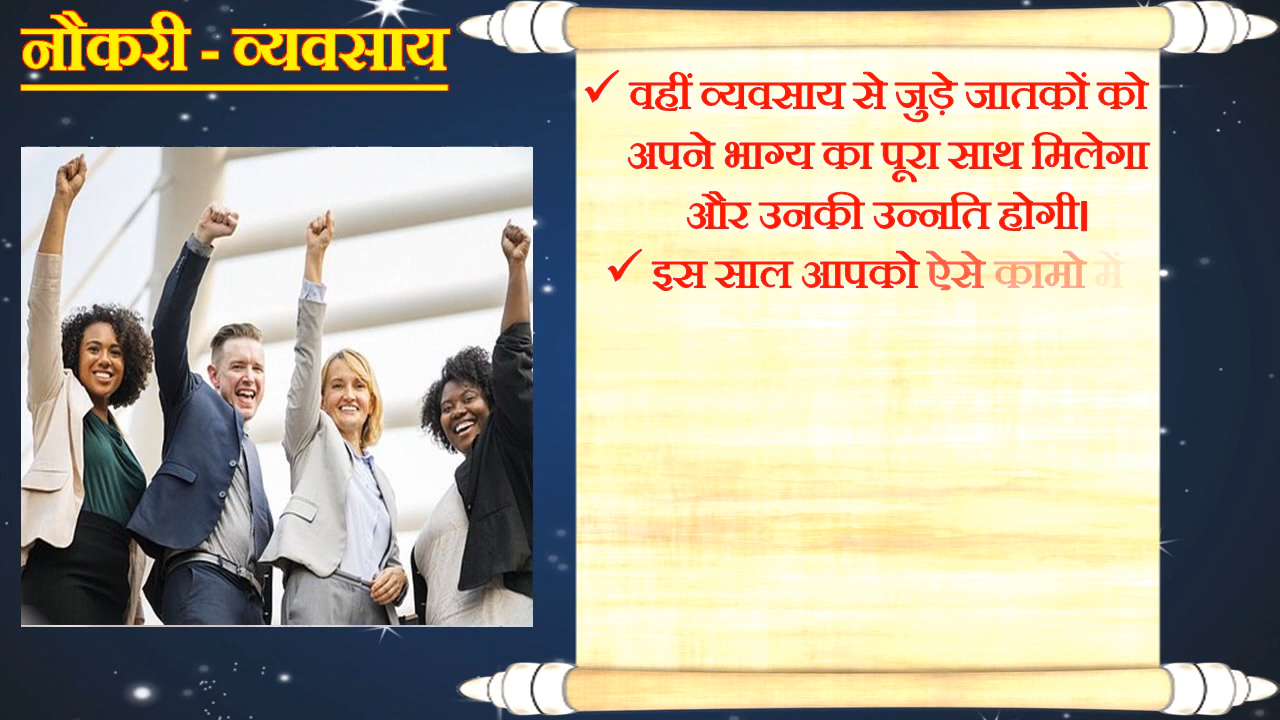 नौकरी - व्यवसाय
✓ वहीं व्यवसाय से जुड़े जातकों को
अपने भाग्य का पूरा साथ मिलेगा
और उनकी उन्नति होगी।
✓ इस साल आपको ऐसे कामो में